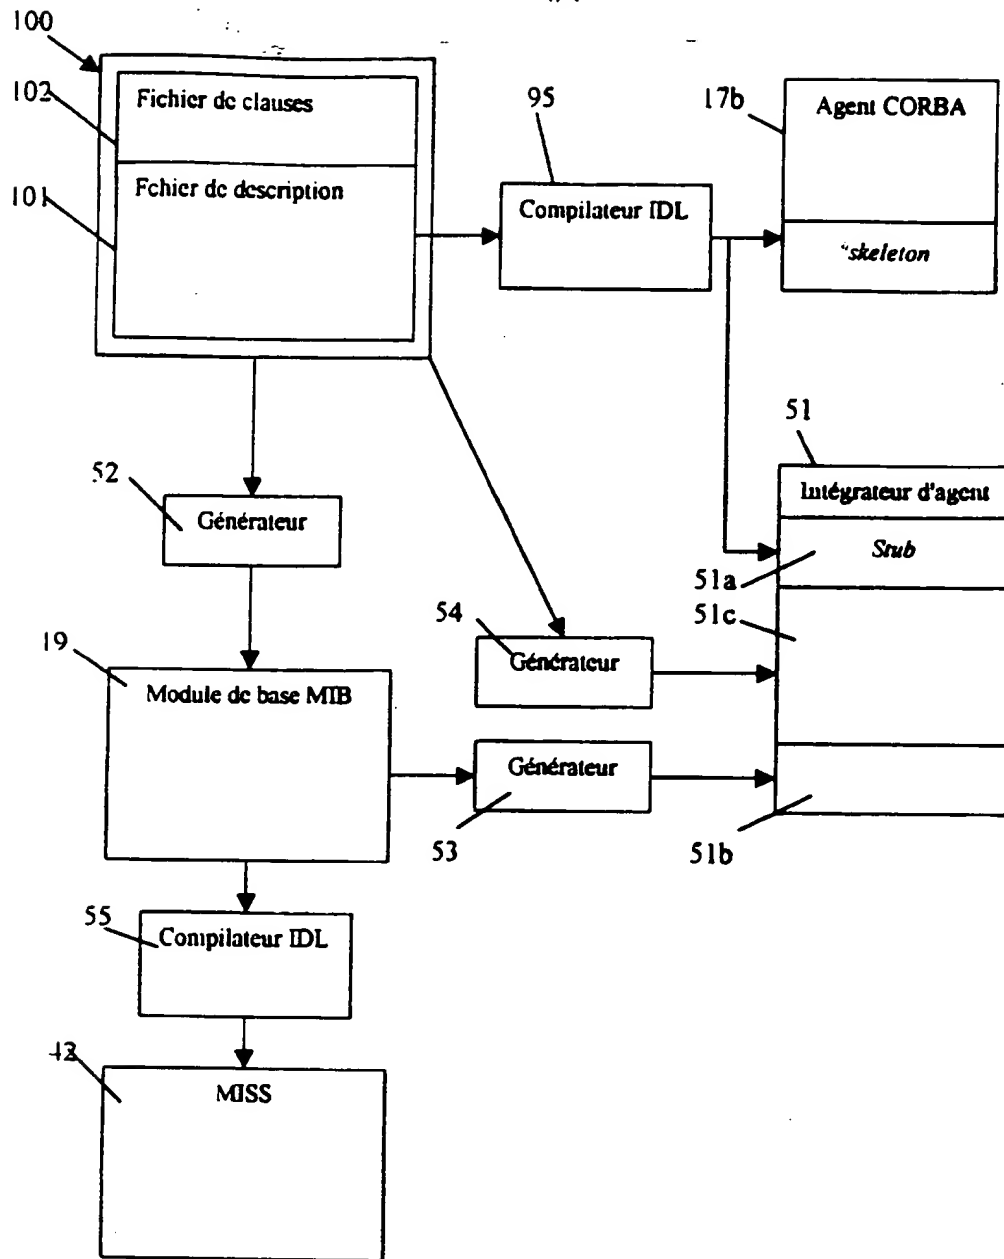 100
102
Fichier de clauses
101
Fchier de description
95
Compilateur IDL
17b
Agent CORBA
"skeleton
51
Intégrateur d'agent
Stub
51a
51c
52
Générateur
54
Générateur
19
Module de base MIB
Générateur
53
51b
55
Compilateur IDL
MISS